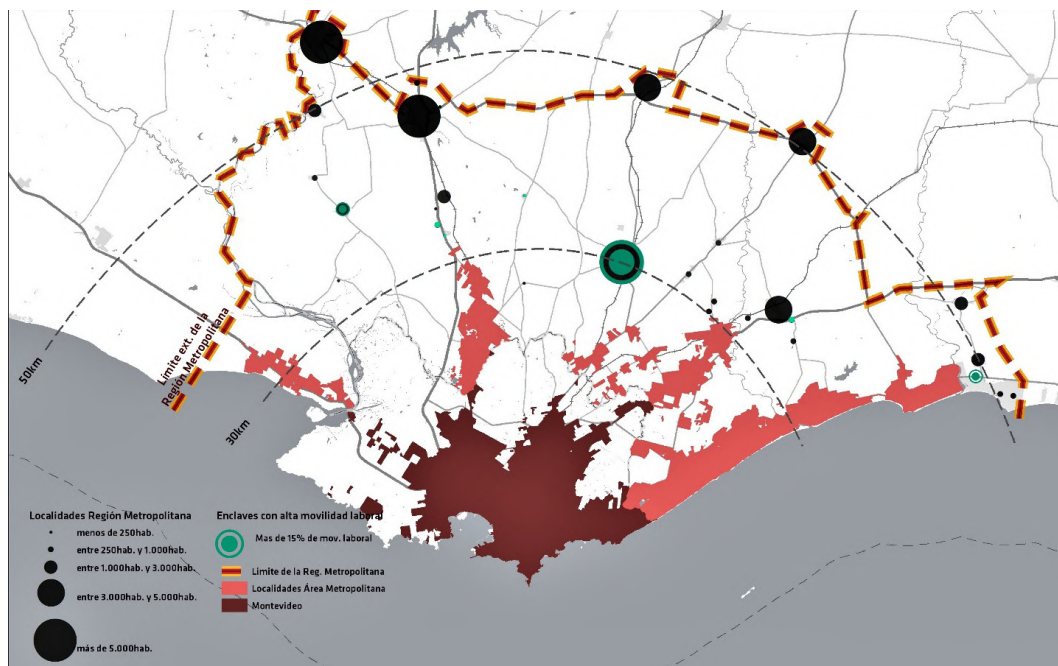 50km
30km
Límite ext. de la
Región Metropolitana
Localidades Región Metropolitana
menos de 250hab.
entre 250hab. y 1.000hab.
entre 1.000hab. y 3.000hab.
entre 3.000hab. y 5.000hab.
más de 5.000hab.
Enclaves con alta movilidad laboral
Mas de 15% de mov. laboral
Limite de la Reg. Metropolitana
Localidades Área Metropolitana
Montevideo